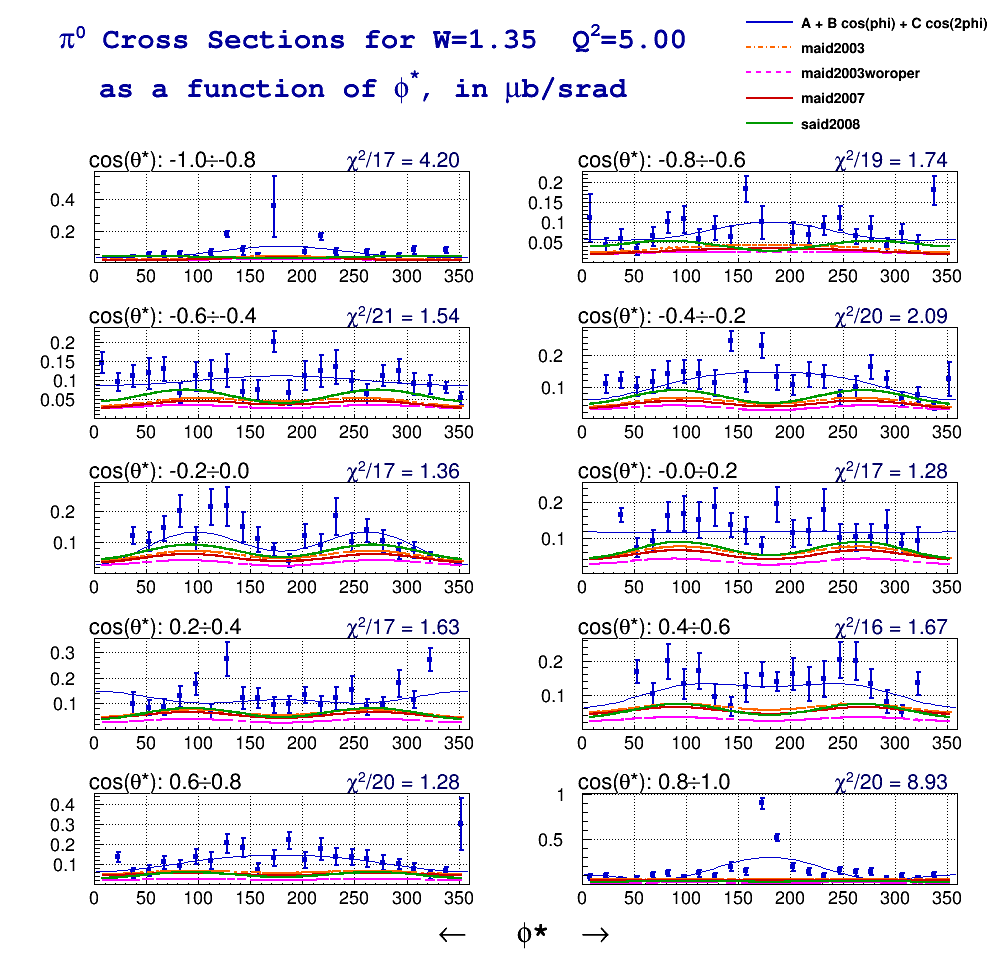 π⁰ Cross Sections for W=1.35 Q²=5.00
as a function of ϕ*, in μb/srad
A + B cos(phi) + C cos(2phi)
maid2003
maid2003woroper
maid2007
said2008
cos(θ*): -1.0÷-0.8 χ²/17 = 4.20
0.4
0.2
0 50 100 150 200 250 300 350
cos(θ*): -0.8÷-0.6 χ²/19 = 1.74
0.2
0.15
0.1
0.05
0 50 100 150 200 250 300 350
cos(θ*): -0.6÷-0.4 χ²/21 = 1.54
0.2
0.15
0.1
0.05
0 50 100 150 200 250 300 350
cos(θ*): -0.4÷-0.2 χ²/20 = 2.09
0.2
0.1
0 50 100 150 200 250 300 350
cos(θ*): -0.2÷0.0 χ²/17 = 1.36
0.2
0.1
0 50 100 150 200 250 300 350
cos(θ*): -0.0÷0.2 χ²/17 = 1.28
0.2
0.1
0 50 100 150 200 250 300 350
cos(θ*): 0.2÷0.4 χ²/17 = 1.63
0.3
0.2
0.1
0 50 100 150 200 250 300 350
cos(θ*): 0.4÷0.6 χ²/16 = 1.67
0.2
0.1
0 50 100 150 200 250 300 350
cos(θ*): 0.6÷0.8 χ²/20 = 1.28
0.4
0.3
0.2
0.1
0 50 100 150 200 250 300 350
cos(θ*): 0.8÷1.0 χ²/20 = 8.93
1
0.5
0 50 100 150 200 250 300 350
← ϕ* →